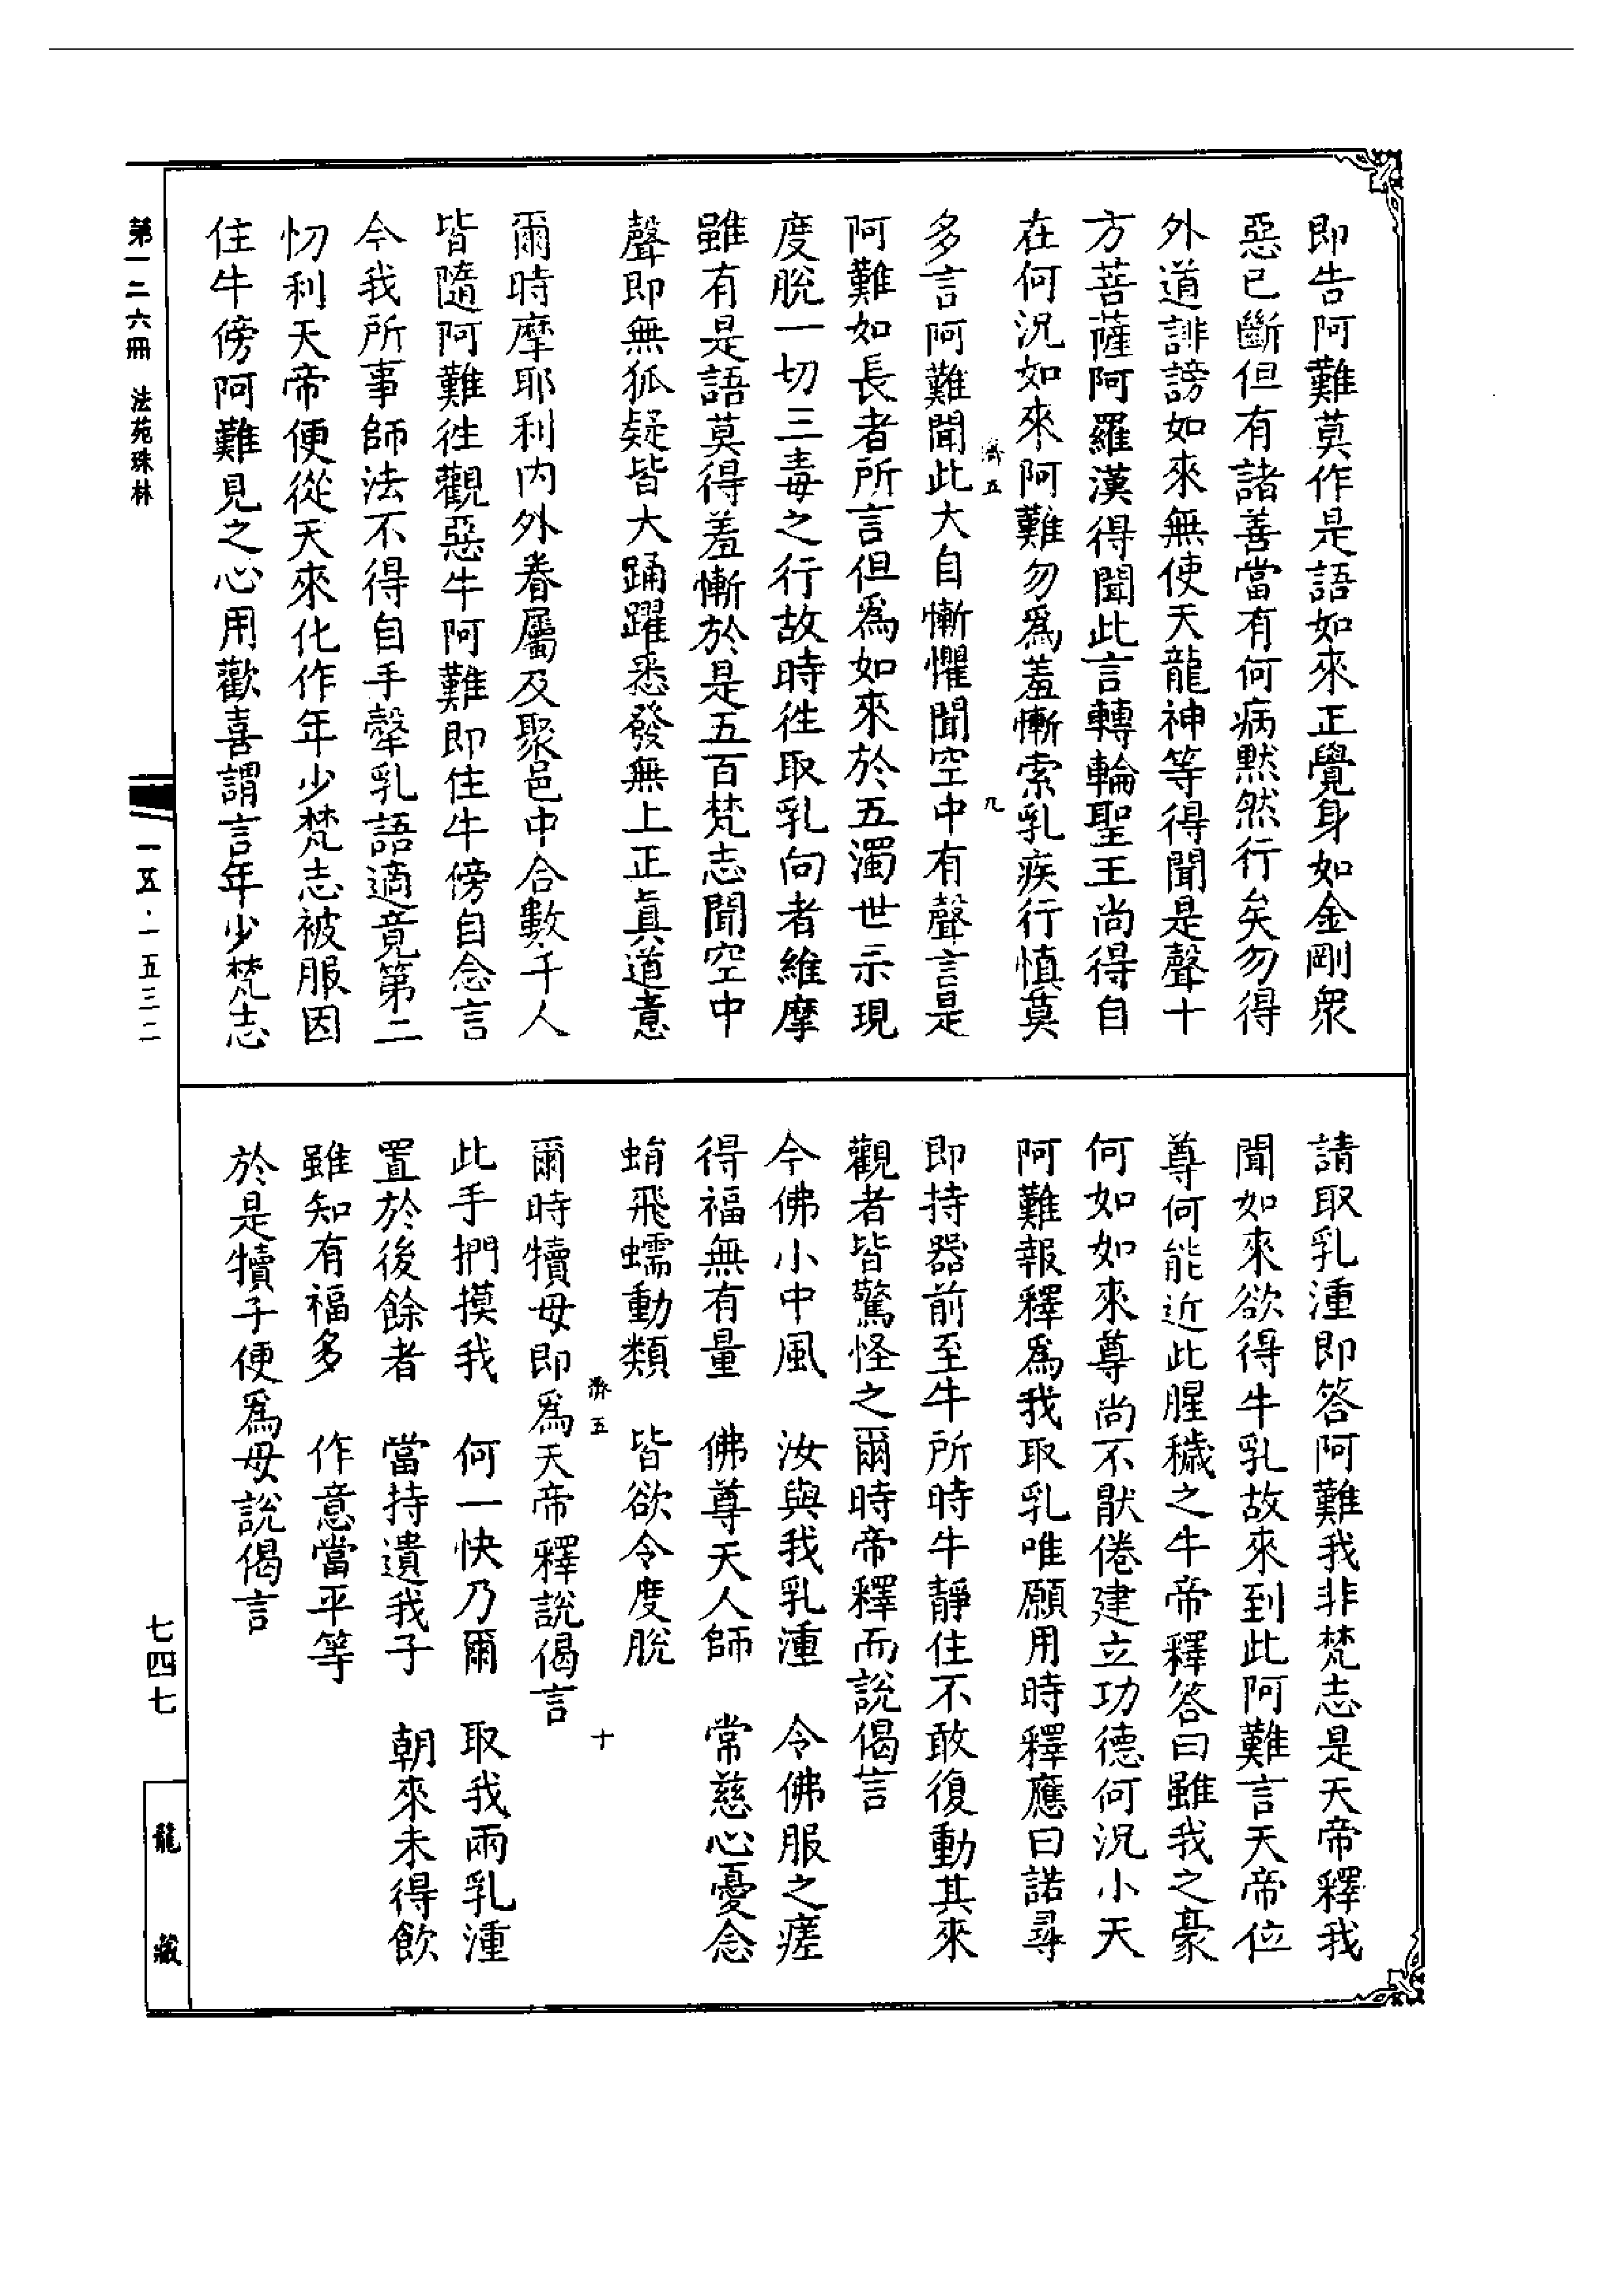 即告阿難莫作是語如來正覺身如金剛衆
惡已斷但有諸善當有何病默然行矣勿得
外道誹謗如來無使天龍神等得聞是聲十
方菩薩阿羅漢得聞此言轉輪聖王尚得自
在何況如來阿難勿爲羞慚索乳疾行愼莫
濟五
九
多言阿難聞此大自慚懼聞空中有聲言是
阿難如長者所言但爲如來於五濁世示現
度脫一切三毒之行故時徃取乳向者維摩
雖有是語莫得羞慚於是五百梵志聞空中
聲即無狐疑皆大踊躍悉發無上正眞道意
爾時摩耶利内外眷屬及聚邑中合數千人
皆隨阿難徃觀惡牛阿難即住牛傍自念言
今我所事師法不得自手犛乳語適竟第二
忉利天帝便從天來化作年少梵志被服因
住牛傍阿難見之心用歡喜謂言年少梵志
請取乳湩即答阿難我非梵志是天帝釋我
聞如來欲得牛乳故來到此阿難言天帝位
尊何能近此腥穢之牛帝釋答曰雖我之豪
何如如來尊尚不猒倦建立功德何況小天
阿難報釋爲我取乳唯願用時釋應曰諾尋
即持器前至牛所時牛靜住不敢復動其來
觀者皆驚怪之爾時帝釋而說偈言
今佛小中風　汝與我乳湩　令佛服之瘥
得福無有量　佛尊天人師　常慈心憂念
蜎飛蠕動類　皆欲令度脫
濟五
十
爾時犢母即爲天帝釋說偈言
此手捫摸我　何一快乃爾　取我兩乳湩
置於後餘者　當持遺我子　朝來未得飲
雖知有福多　作意當平等
於是犢子便爲母說偈言
第一二六冊　法苑珠林
一五·一五三二
七四七
龍藏